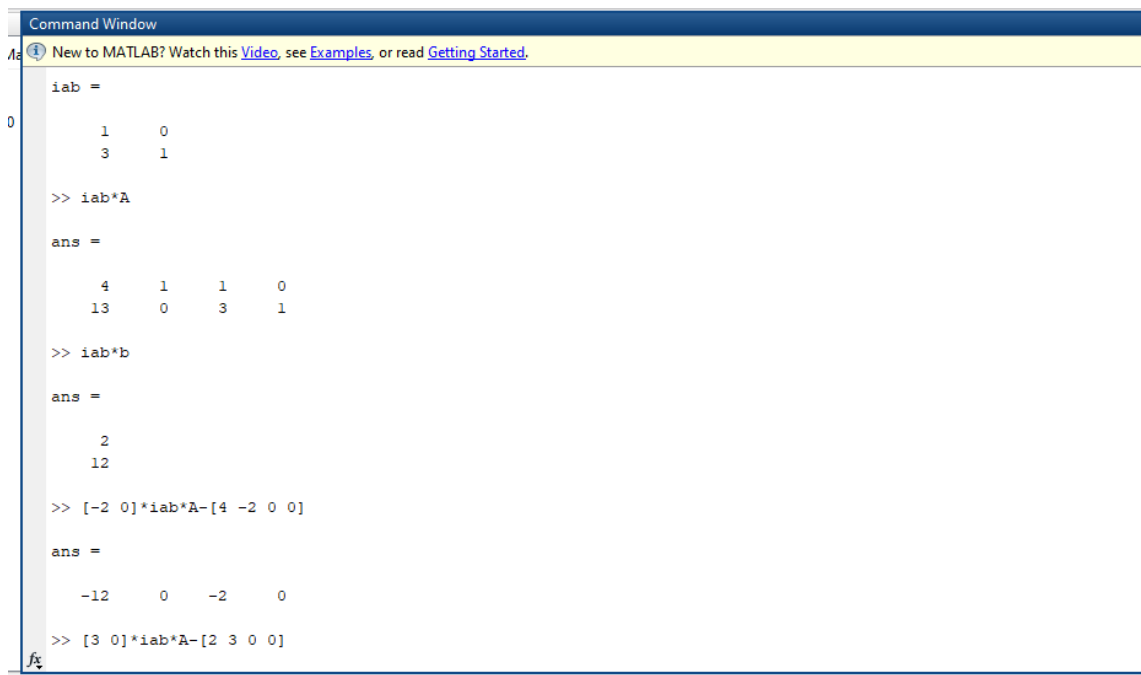 Command Window
New to MATLAB? Watch this Video, see Examples, or read Getting Started.
iab =
1 0
3 1
>> iab*A
ans =
4 1 1 0
13 0 3 1
>> iab*b
ans =
2
12
>> [-2 0]*iab*A-[4 -2 0 0]
ans =
-12 0 -2 0
>> [3 0]*iab*A-[2 3 0 0]
fx